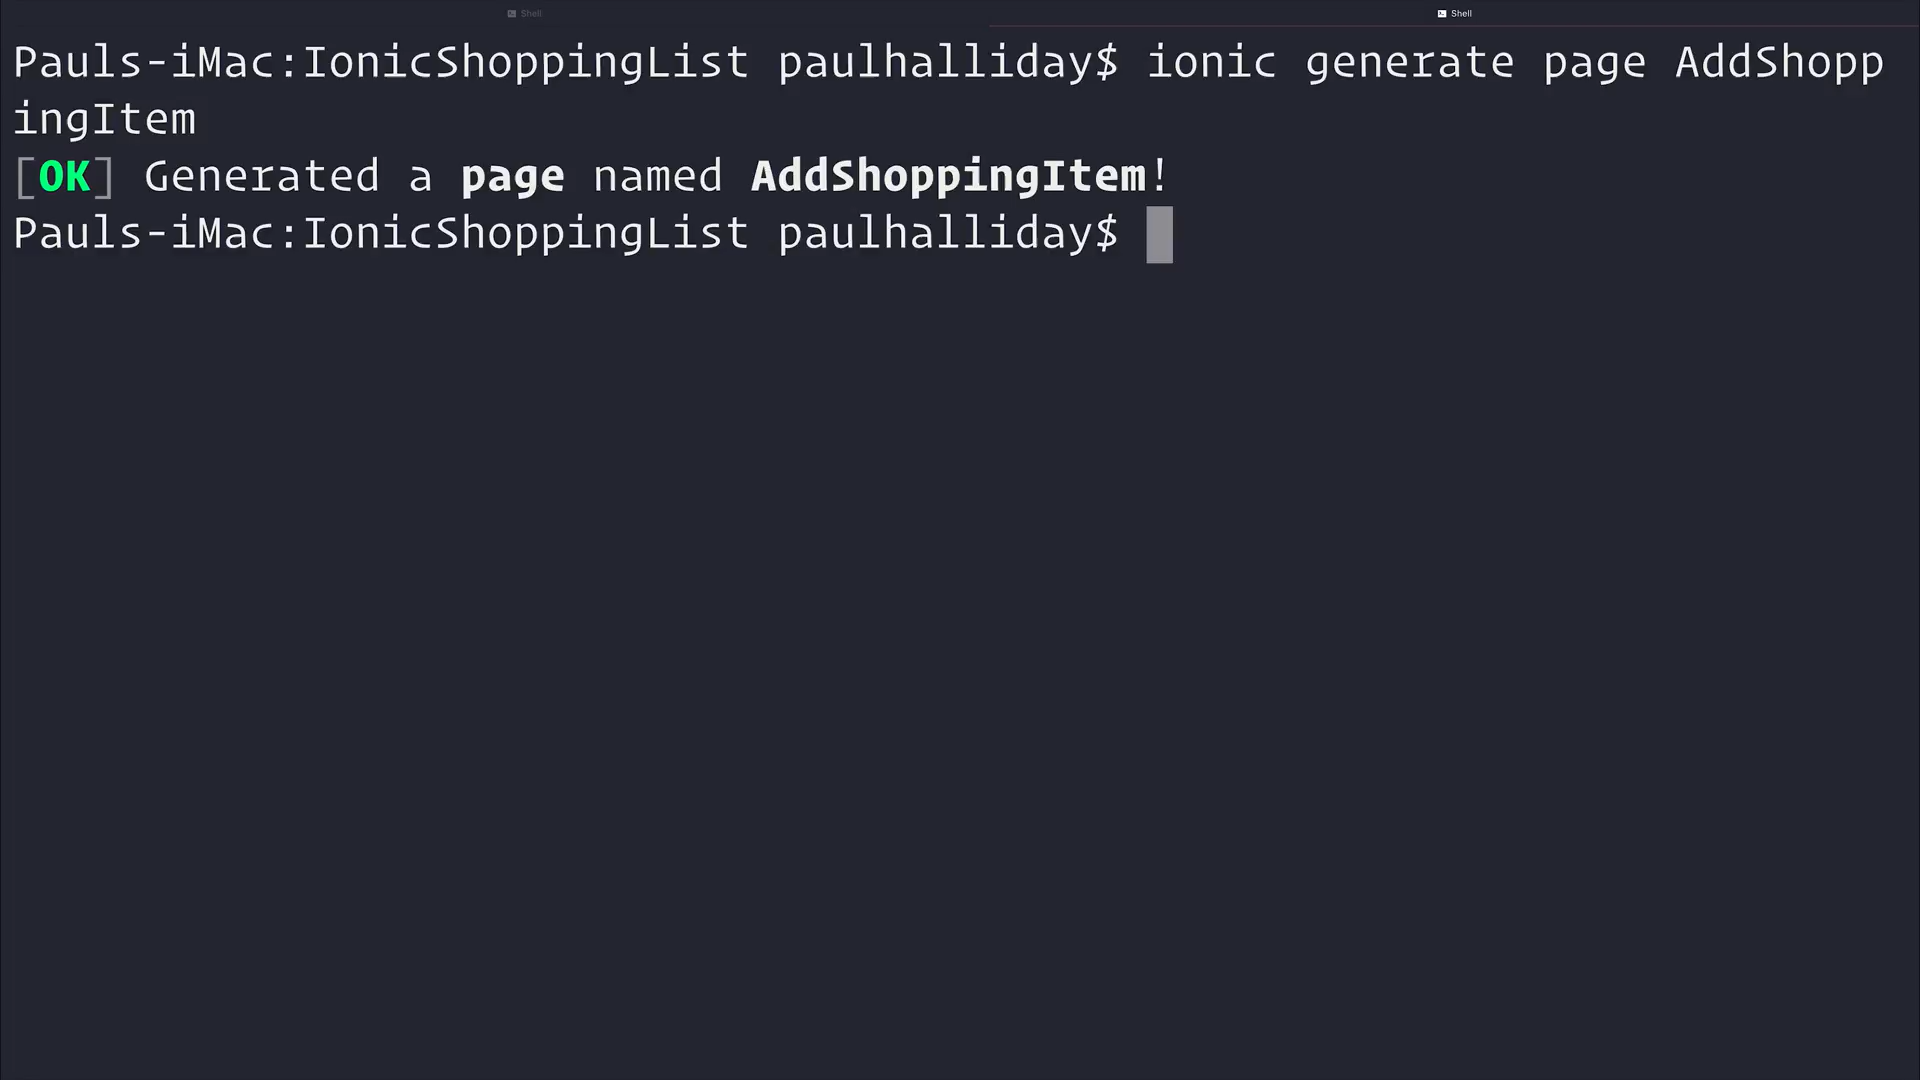 Shell
Shell
Pauls-iMac:IonicShoppingList paulhalliday$ ionic generate page AddShopp
ingItem
[OK] Generated a page named AddShoppingItem!
Pauls-iMac:IonicShoppingList paulhalliday$